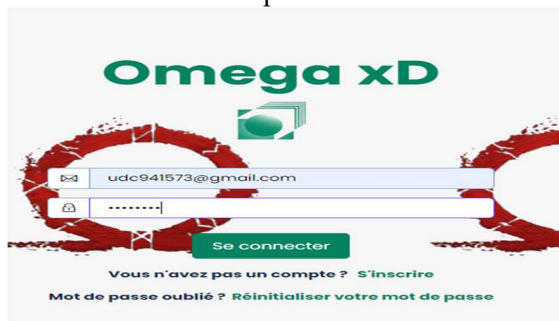 Omega xD
udc941573@gmail.com
Se connecter
Vous n'avez pas un compte ? S'inscrire
Mot de passe oublié ? Réinitialiser votre mot de passe